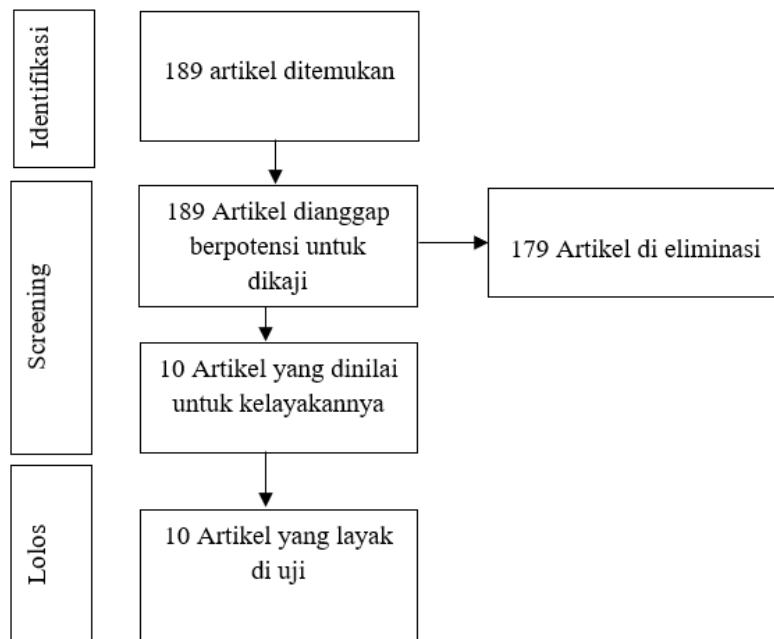 Identifikasi
189 artikel ditemukan
Screening
189 Artikel dianggap
berpotensi untuk
dikaji
179 Artikel di eliminasi
10 Artikel yang dinilai
untuk kelayakannya
Lolos
10 Artikel yang layak
di uji